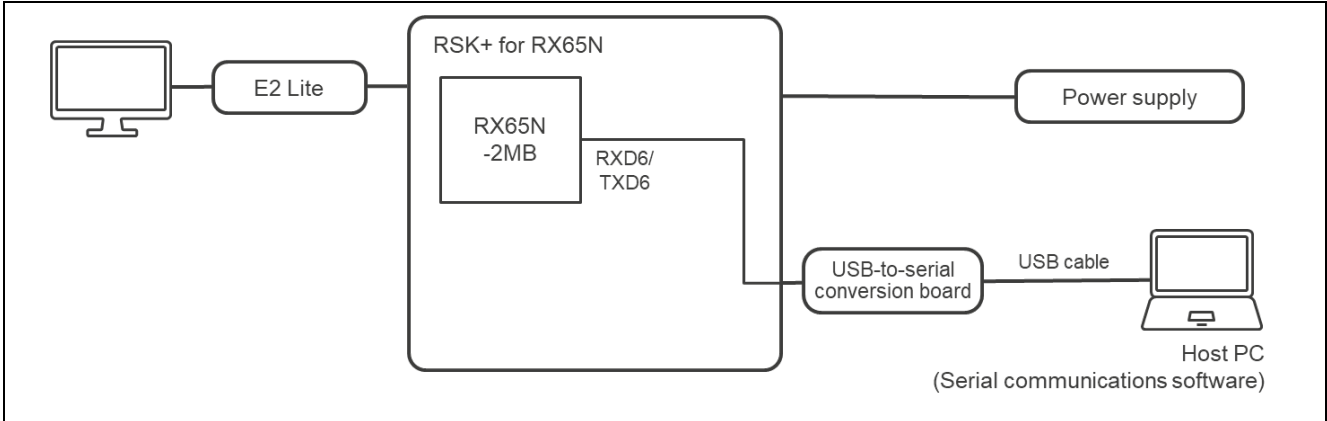 RSK+ for RX65N
E2 Lite
Power supply
RX65N
-2MB
RXD6/
TXD6
USB-to-serial
conversion board
USB cable
Host PC
(Serial communications software)